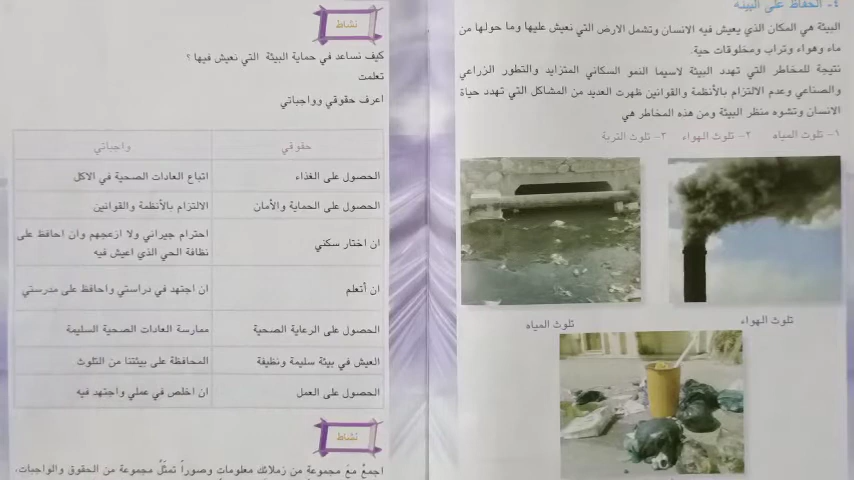 ٤- الحفاظ على البيئة
البيئة هي المكان الذي يعيش فيه الانسان وتشمل الارض التي نعيش عليها وما حولها من
ماء وهواء وتراب ومخلوقات حية.
نتيجة للمخاطر التي تهدد البيئة لاسيما النمو السكاني المتزايد والتطور الزراعي
والصناعي وعدم الالتزام بالأنظمة والقوانين ظهرت العديد من المشاكل التي تهدد حياة
الانسان وتشوه منظر البيئة ومن هذه المخاطر هي
١- تلوث المياه ٢- تلوث الهواء ٣- تلوث التربة
تلوث الهواء
تلوث المياه
نشاط
كيف نساعد في حماية البيئة التي نعيش فيها ؟
تعلمت
اعرف حقوقي وواجباتي
حقوقي واجباتي
الحصول على الغذاء اتباع العادات الصحية في الاكل
الحصول على الحماية والأمان الالتزام بالأنظمة والقوانين
ان اختار سكني احترام جيراني ولا ازعجهم وان احافظ على
نظافة الحي الذي اعيش فيه
ان أتعلم ان اجتهد في دراستي واحافظ على مدرستي
الحصول على الرعاية الصحية ممارسة العادات الصحية السليمة
العيش في بيئة سليمة ونظيفة المحافظة على بيئتنا من التلوث
الحصول على العمل ان اخلص في عملي واجتهد فيه
نشاط
اجمعُ معَ مجموعةٍ من زملائك معلوماتٍ وصوراً تمثّلُ مجموعة من الحقوق والواجبات،